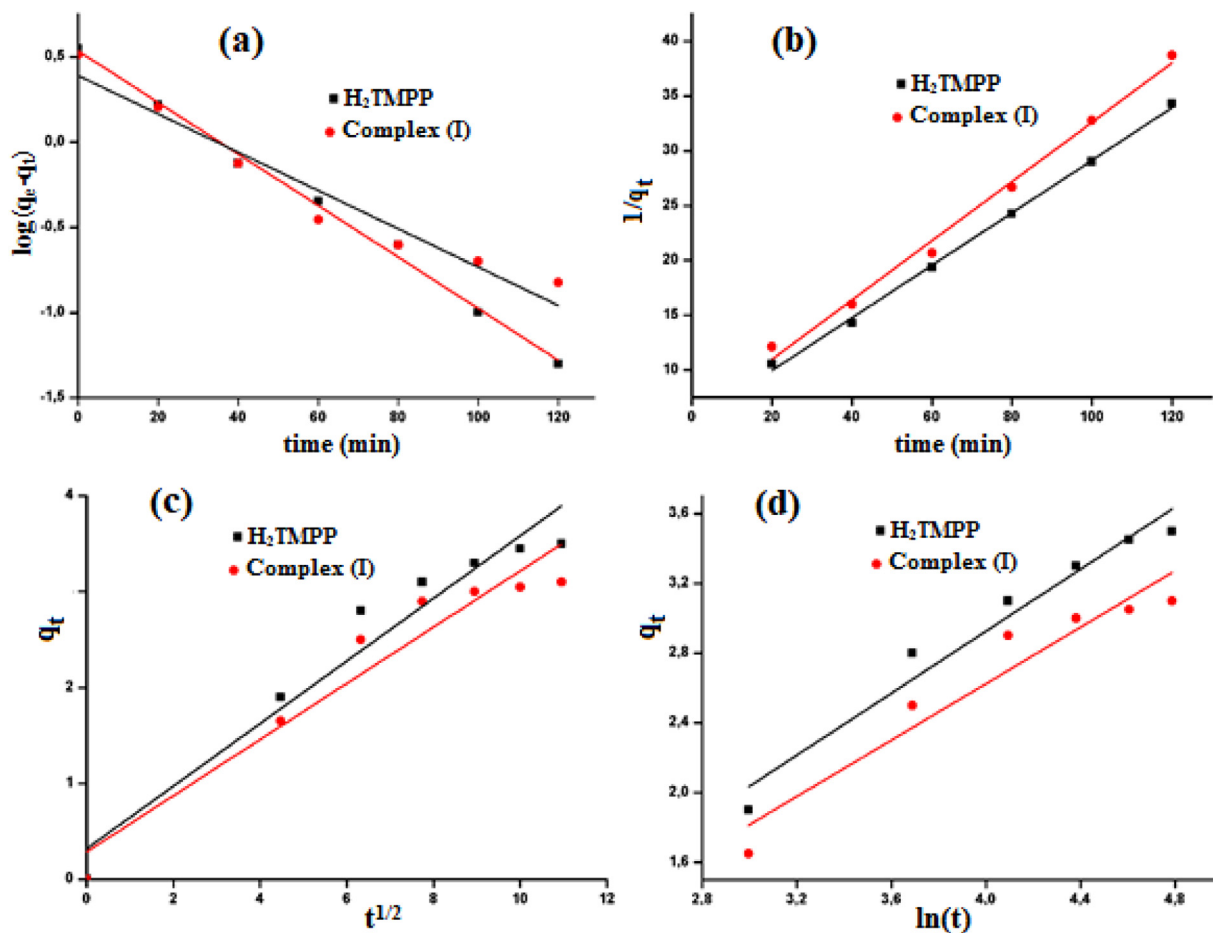 (a)
H₂TMPP
Complex (I)
log(qₑ-qₜ)
0,5
0,0
-0,5
-1,0
-1,5
0 20 40 60 80 100 120
time (min)
(b)
H₂TMPP
Complex (I)
1/qₜ
40
35
30
25
20
15
10
0 20 40 60 80 100 120
time (min)
(c)
H₂TMPP
Complex (I)
qₜ
4
3
2
1
0
0 2 4 6 8 10 12
t^1/2
(d)
H₂TMPP
Complex (I)
qₜ
3,6
3,2
2,8
2,4
2,0
1,6
2,8 3,2 3,6 4,0 4,4 4,8
ln(t)